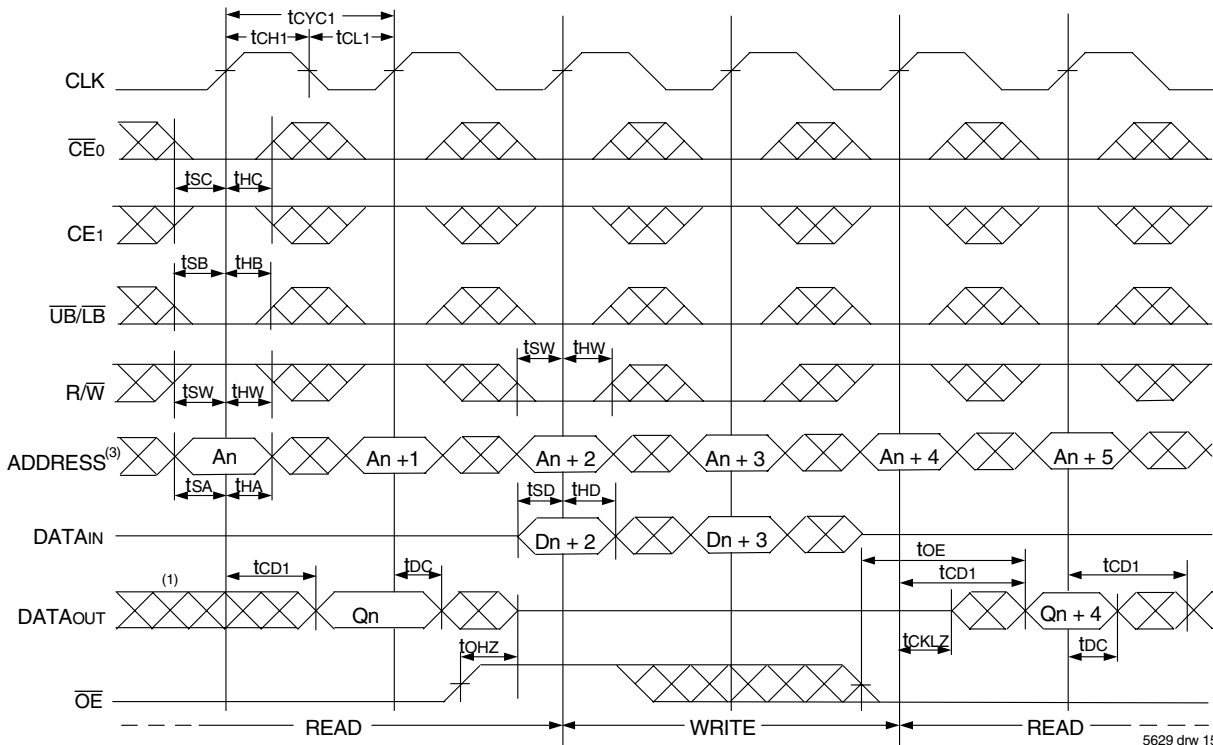 tCYC1
tCH1 tCL1
CLK
CE0
tSC tHC
CE1
tSB tHB
UB/LB
tSW tHW
R/W
tSW tHW
ADDRESS(3) An An +1 An + 2 An + 3 An + 4 An + 5
tSA tHA tSD tHD
DATAIN Dn + 2 Dn + 3
tOE
tCD1 tDC tCD1 tCD1
(1)
DATAOUT Qn Qn + 4
tOHZ tCKLZ tDC
OE
READ WRITE READ
5629 drw 15